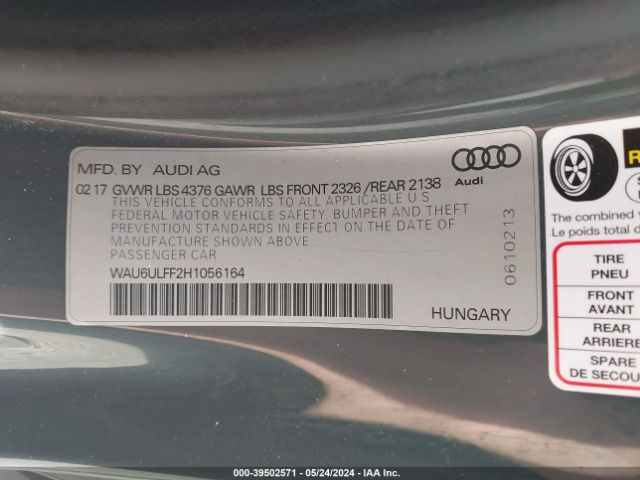 MFD. BY AUDI AG
Audi
02 17 GVWR LBS 4376 GAWR LBS FRONT 2326 / REAR 2138
THIS VEHICLE CONFORMS TO ALL APPLICABLE U S
FEDERAL MOTOR VEHICLE SAFETY, BUMPER AND THEFT
PREVENTION STANDARDS IN EFFECT ON THE DATE OF
MANUFACTURE SHOWN ABOVE
PASSENGER CAR
WAU6ULFF2H1056164
0610213
HUNGARY
The combined
Le poids total
TIRE
PNEU
FRONT
AVANT
REAR
ARRIERE
SPARE
DE SECOU
000-39502571 - 05/24/2024 - IAA Inc.